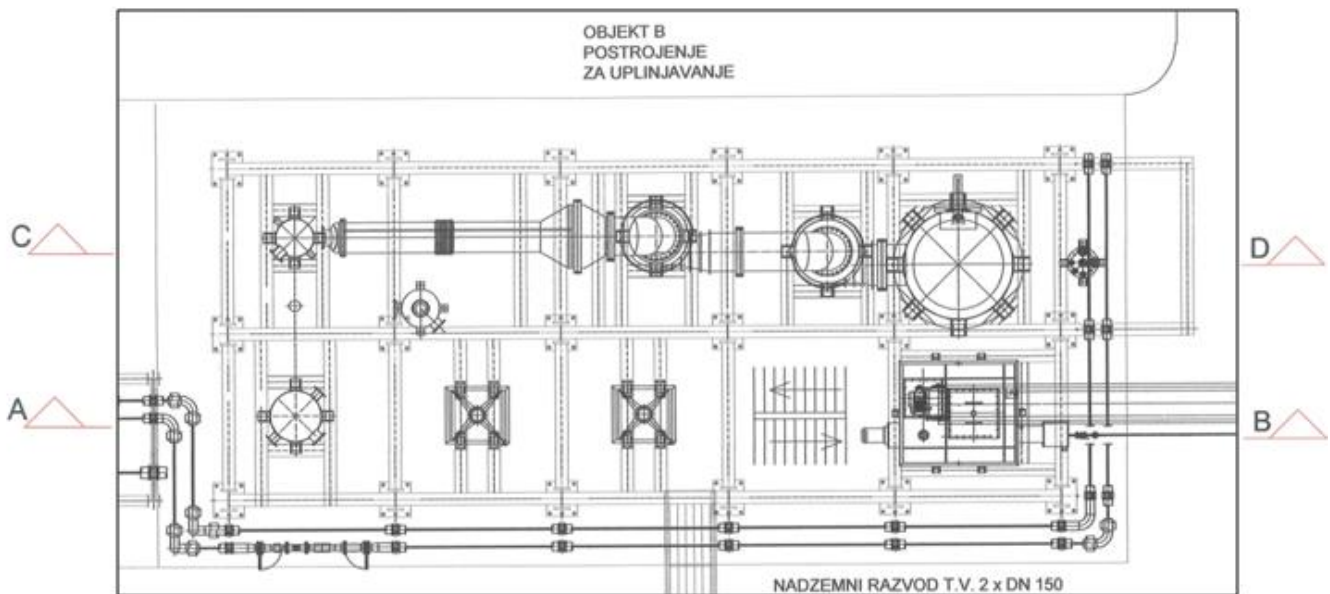 OBJEKT B
POSTROJENJE
ZA UPLINJAVANJE
C
D
A
B
NADZEMNI RAZVOD T.V. 2 x DN 150